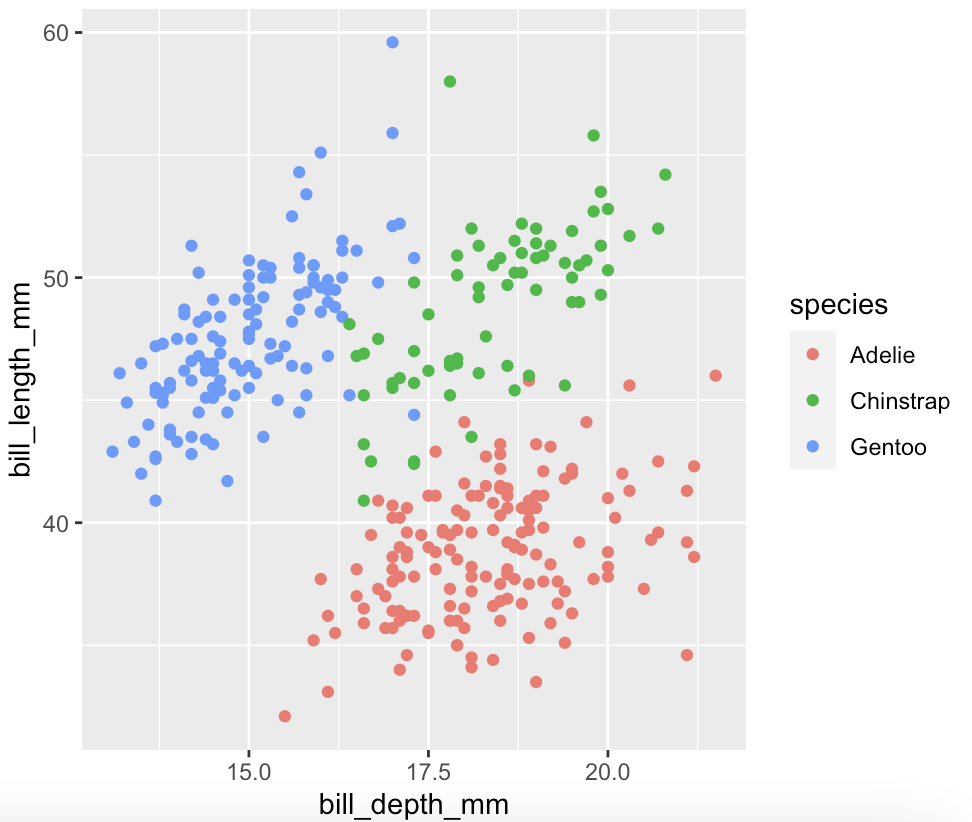 60
50
40
bill_length_mm
15.0 17.5 20.0
bill_depth_mm
species
Adelie
Chinstrap
Gentoo